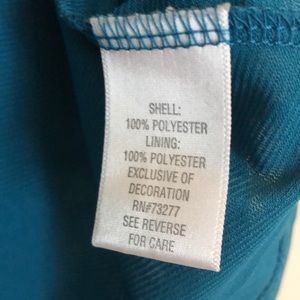 SHELL:
100% POLYESTER
LINING:
100% POLYESTER
EXCLUSIVE OF
DECORATION
RN#73277
SEE REVERSE
FOR CARE